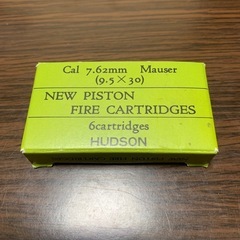 Cal 7.62mm Mauser
(9.5×30)
NEW PISTON
FIRE CARTRIDGES
6cartridges
HUDSON